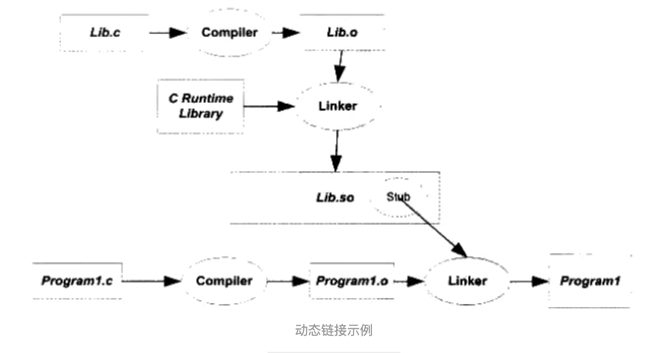 Lib.c
Compiler
Lib.o
C Runtime
Library
Linker
Lib.so
Stub
Program1.c
Compiler
Program1.o
Linker
Program1
动态链接示例